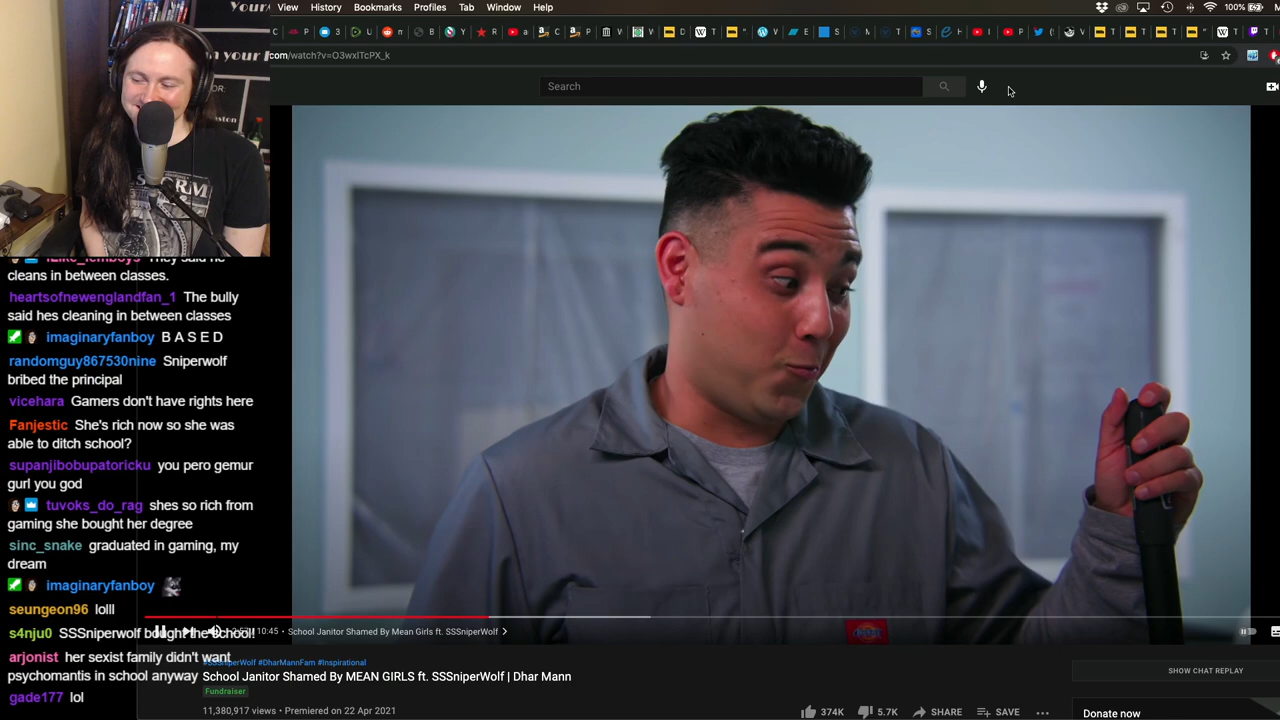 View History Bookmarks Profiles Tab Window Help
100%
com/watch?v=O3wxlTcPX_k
Search
They said he
cleans in between classes.
heartsofnewenglandfan_1 The bully
said hes cleaning in between classes
imaginaryfanboy B A S E D
randomguy867530nine Sniperwolf
bribed the principal
vicehara Gamers don't have rights here
Fanjestic She's rich now so she was
able to ditch school?
supanjibobupatoricku you pero gemur
gurl you god
tuvoks_do_rag shes so rich from
gaming she bought her degree
sinc_snake graduated in gaming, my
dream
imaginaryfanboy
seungeon96 lolll
s4nju0 SSSniperwolf bought the school!
arjonist her sexist family didn't want
psychomantis in school anyway
gade177 lol
10:45 • School Janitor Shamed By Mean Girls ft. SSSniperWolf
#SSSniperWolf #DharMannFam #Inspirational
School Janitor Shamed By MEAN GIRLS ft. SSSniperWolf | Dhar Mann
Fundraiser
11,380,917 views • Premiered on 22 Apr 2021
374K 5.7K SHARE SAVE
SHOW CHAT REPLAY
Donate now